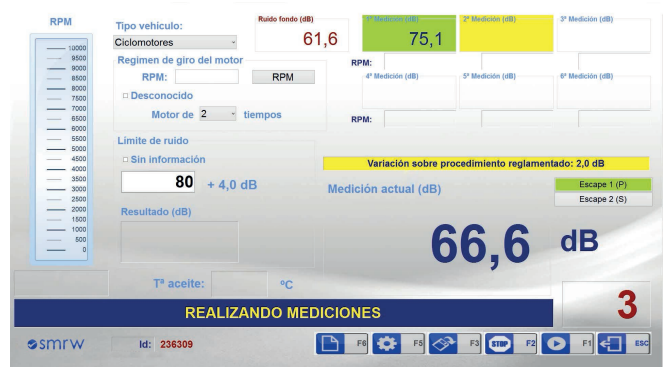 RPM
10000
9500
9000
8500
8000
7500
7000
6500
6000
5500
5000
4500
4000
3500
3000
2500
2000
1500
1000
500
0
Tipo vehiculo:
Ciclomotores
Regimen de giro del motor
RPM:
RPM
Desconocido
Motor de 2 tiempos
Límite de ruido
Sin información
80 + 4,0 dB
Resultado (dB)
Tª aceite: ºC
Ruido fondo (dB)
61,6
1ª Medición (dB)
75,1
2ª Medición (dB)
3ª Medición (dB)
RPM:
4ª Medición (dB)
5ª Medición (dB)
6ª Medición (dB)
RPM:
Variación sobre procedimiento reglamentado: 2,0 dB
Medición actual (dB)
Escape 1 (P)
Escape 2 (S)
66,6 dB
REALIZANDO MEDICIONES
3
smrw
Id: 236309
F6
F5
F3
STOP F2
F1
ESC